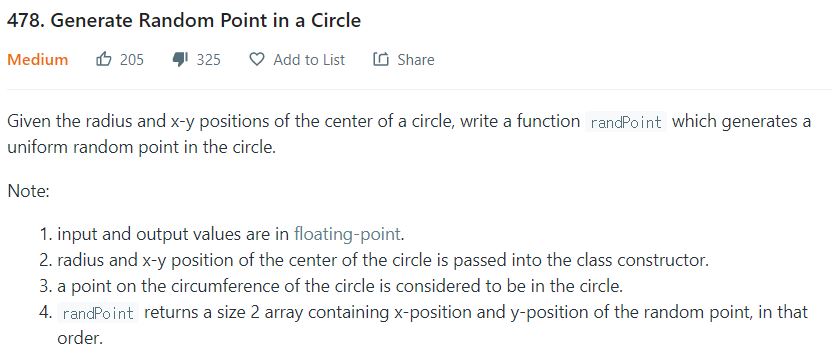 478. Generate Random Point in a Circle
Medium 205 325 Add to List Share
Given the radius and x-y positions of the center of a circle, write a function randPoint which generates a
uniform random point in the circle.
Note:
1. input and output values are in floating-point.
2. radius and x-y position of the center of the circle is passed into the class constructor.
3. a point on the circumference of the circle is considered to be in the circle.
4. randPoint returns a size 2 array containing x-position and y-position of the random point, in that
order.